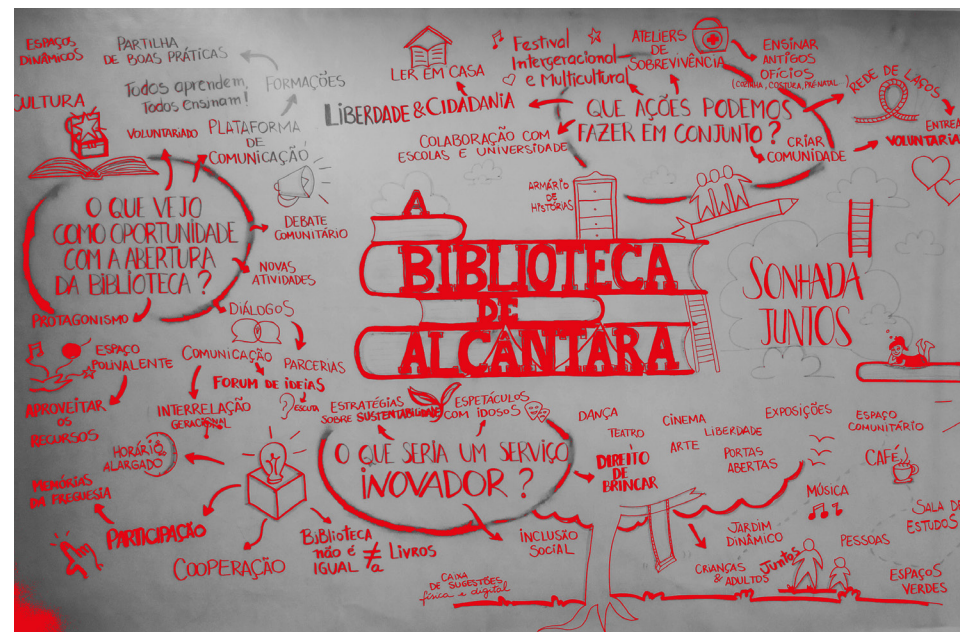 ESPAÇOS
DINÂMICOS
PARTILHA
DE BOAS PRÁTICAS
Todos aprendem,
Todos ensinam!
FORMAÇÕES
CULTURA
VOLUNTARIADO
PLATAFORMA
DE
COMUNICAÇÃO
O QUE VEJO
COMO OPORTUNIDADE
COM A ABERTURA
DA BIBLIOTECA?
DEBATE
COMUNITÁRIO
NOVAS
ATIVIDADES
DIÁLOGOS
PROTAGONISMO
ESPAÇO
POLIVALENTE
COMUNICAÇÃO
PARCERIAS
FORUM DE IDEIAS
ESCUTA
APROVEITAR
OS
RECURSOS
INTERRELAÇÃO
GERACIONAL
HORÁRIO
ALARGADO
MEMÓRIAS
DA FREGUESIA
PARTICIPAÇÃO
COOPERAÇÃO
BIBLIOTECA
NÃO É
IGUAL ≠ a LIVROS
LER EM CASA
LIBERDADE & CIDADANIA
Festival
Intergeracional
e Multicultural
ATELIERS
DE
SOBREVIVÊNCIA
ENSINAR
ANTIGOS
OFÍCIOS
(COZINHA, COSTURA, PRÉ-NATAL
REDE DE LAÇOS
QUE AÇÕES PODEMOS
FAZER EM CONJUNTO?
COLABORAÇÃO COM
ESCOLAS E UNIVERSIDADE
CRIAR
COMUNIDADE
VOLUNTARIA
ARMÁRIO
DE
HISTÓRIAS
A
BIBLIOTECA
DE
ALCÂNTARA
SONHADA
JUNTOS
ESTRATÉGIAS
SOBRE SUSTENTABILIDADE
ESPETÁCULOS
COM IDOSOS
O QUE SERIA UM SERVIÇO
INOVADOR?
INCLUSÃO
SOCIAL
CAIXA
DE SUGESTÕES
física e digital
DANÇA
TEATRO
DIREITO
DE
BRINCAR
CINEMA
ARTE
LIBERDADE
PORTAS
ABERTAS
EXPOSIÇÕES
ESPAÇO
COMUNITÁRIO
CAFÉ
MÚSICA
JARDIM
DINÂMICO
CRIANÇAS
& ADULTOS
Juntos
PESSOAS
SALA DE
ESTUDOS
ESPAÇOS
VERDES